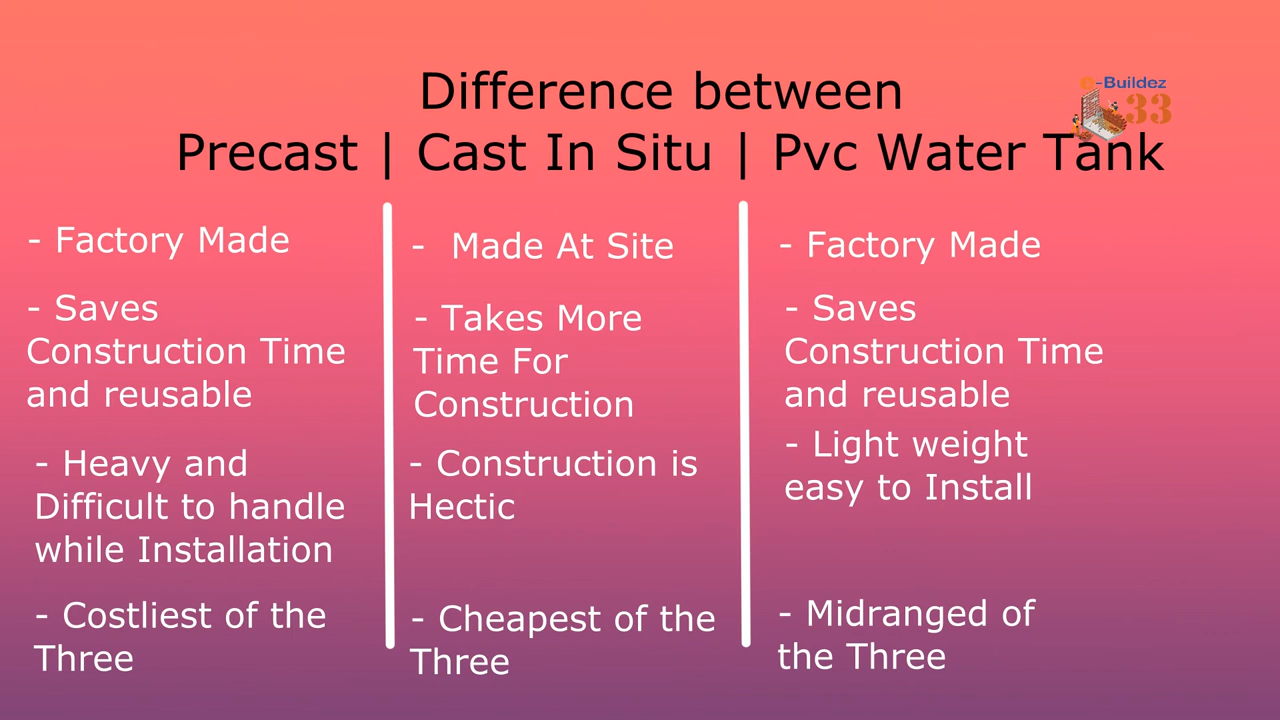 Difference between
Precast | Cast In Situ | Pvc Water Tank
e-Buildez
33
- Factory Made
- Saves
Construction Time
and reusable
- Heavy and
Difficult to handle
while Installation
- Costliest of the
Three
- Made At Site
- Takes More
Time For
Construction
- Construction is
Hectic
- Cheapest of the
Three
- Factory Made
- Saves
Construction Time
and reusable
- Light weight
easy to Install
- Midranged of
the Three